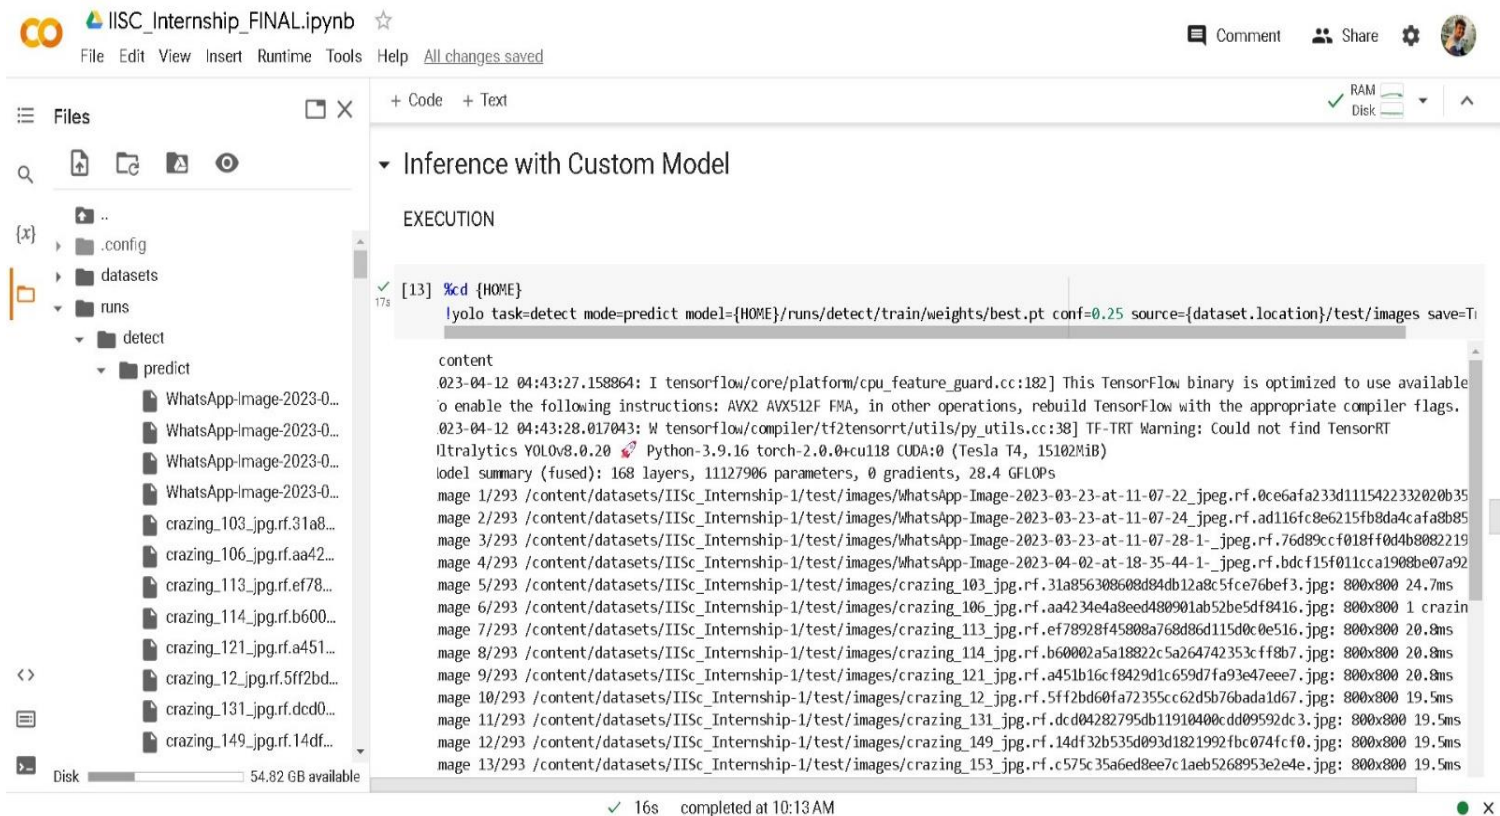 IISC_Internship_FINAL.ipynb
File Edit View Insert Runtime Tools Help All changes saved
Comment Share
Files
+ Code + Text
RAM
Disk
..
.config
datasets
runs
detect
predict
WhatsApp-Image-2023-0...
WhatsApp-Image-2023-0...
WhatsApp-Image-2023-0...
WhatsApp-Image-2023-0...
crazing_103_jpg.rf.31a8...
crazing_106_jpg.rf.aa42...
crazing_113_jpg.rf.ef78...
crazing_114_jpg.rf.b600...
crazing_121_jpg.rf.a451...
crazing_12_jpg.rf.5ff2bd...
crazing_131_jpg.rf.dcd0...
crazing_149_jpg.rf.14df...
Disk 54.82 GB available
{x}
Inference with Custom Model
EXECUTION
17s
[13] %cd {HOME}
!yolo task=detect mode=predict model={HOME}/runs/detect/train/weights/best.pt conf=0.25 source={dataset.location}/test/images save=Tr
content
023-04-12 04:43:27.158864: I tensorflow/core/platform/cpu_feature_guard.cc:182] This TensorFlow binary is optimized to use available
o enable the following instructions: AVX2 AVX512F FMA, in other operations, rebuild TensorFlow with the appropriate compiler flags.
023-04-12 04:43:28.017043: W tensorflow/compiler/tf2tensorrt/utils/py_utils.cc:38] TF-TRT Warning: Could not find TensorRT
ltralytics YOLOv8.0.20 🚀 Python-3.9.16 torch-2.0.0+cu118 CUDA:0 (Tesla T4, 15102MiB)
odel summary (fused): 168 layers, 11127906 parameters, 0 gradients, 28.4 GFLOPs
mage 1/293 /content/datasets/IISc_Internship-1/test/images/WhatsApp-Image-2023-03-23-at-11-07-22_jpeg.rf.0ce6afa233d1115422332020b35
mage 2/293 /content/datasets/IISc_Internship-1/test/images/WhatsApp-Image-2023-03-23-at-11-07-24_jpeg.rf.ad116fc8e6215fb8da4cafa8b85
mage 3/293 /content/datasets/IISc_Internship-1/test/images/WhatsApp-Image-2023-03-23-at-11-07-28-1-_jpeg.rf.76d89ccf018ff0d4b8082219
mage 4/293 /content/datasets/IISc_Internship-1/test/images/WhatsApp-Image-2023-04-02-at-18-35-44-1-_jpeg.rf.bdcf15f011cca1908be07a92
mage 5/293 /content/datasets/IISc_Internship-1/test/images/crazing_103_jpg.rf.31a856308608d84db12a8c5fce76bef3.jpg: 800x800 24.7ms
mage 6/293 /content/datasets/IISc_Internship-1/test/images/crazing_106_jpg.rf.aa4234e4a8eed480901ab52be5df8416.jpg: 800x800 1 crazin
mage 7/293 /content/datasets/IISc_Internship-1/test/images/crazing_113_jpg.rf.ef78928f45808a768d86d115d0c0e516.jpg: 800x800 20.8ms
mage 8/293 /content/datasets/IISc_Internship-1/test/images/crazing_114_jpg.rf.b60002a5a18822c5a264742353cff8b7.jpg: 800x800 20.8ms
mage 9/293 /content/datasets/IISc_Internship-1/test/images/crazing_121_jpg.rf.a451b16cf8429d1c659d7fa93e47eee7.jpg: 800x800 20.8ms
mage 10/293 /content/datasets/IISc_Internship-1/test/images/crazing_12_jpg.rf.5ff2bd60fa72355cc62d5b76bada1d67.jpg: 800x800 19.5ms
mage 11/293 /content/datasets/IISc_Internship-1/test/images/crazing_131_jpg.rf.dcd04282795db11910400cdd09592dc3.jpg: 800x800 19.5ms
mage 12/293 /content/datasets/IISc_Internship-1/test/images/crazing_149_jpg.rf.14df32b535d093d1821992fbc074fcf0.jpg: 800x800 19.5ms
mage 13/293 /content/datasets/IISc_Internship-1/test/images/crazing_153_jpg.rf.c575c35a6ed8ee7c1aeb5268953e2e4e.jpg: 800x800 19.5ms
16s completed at 10:13 AM